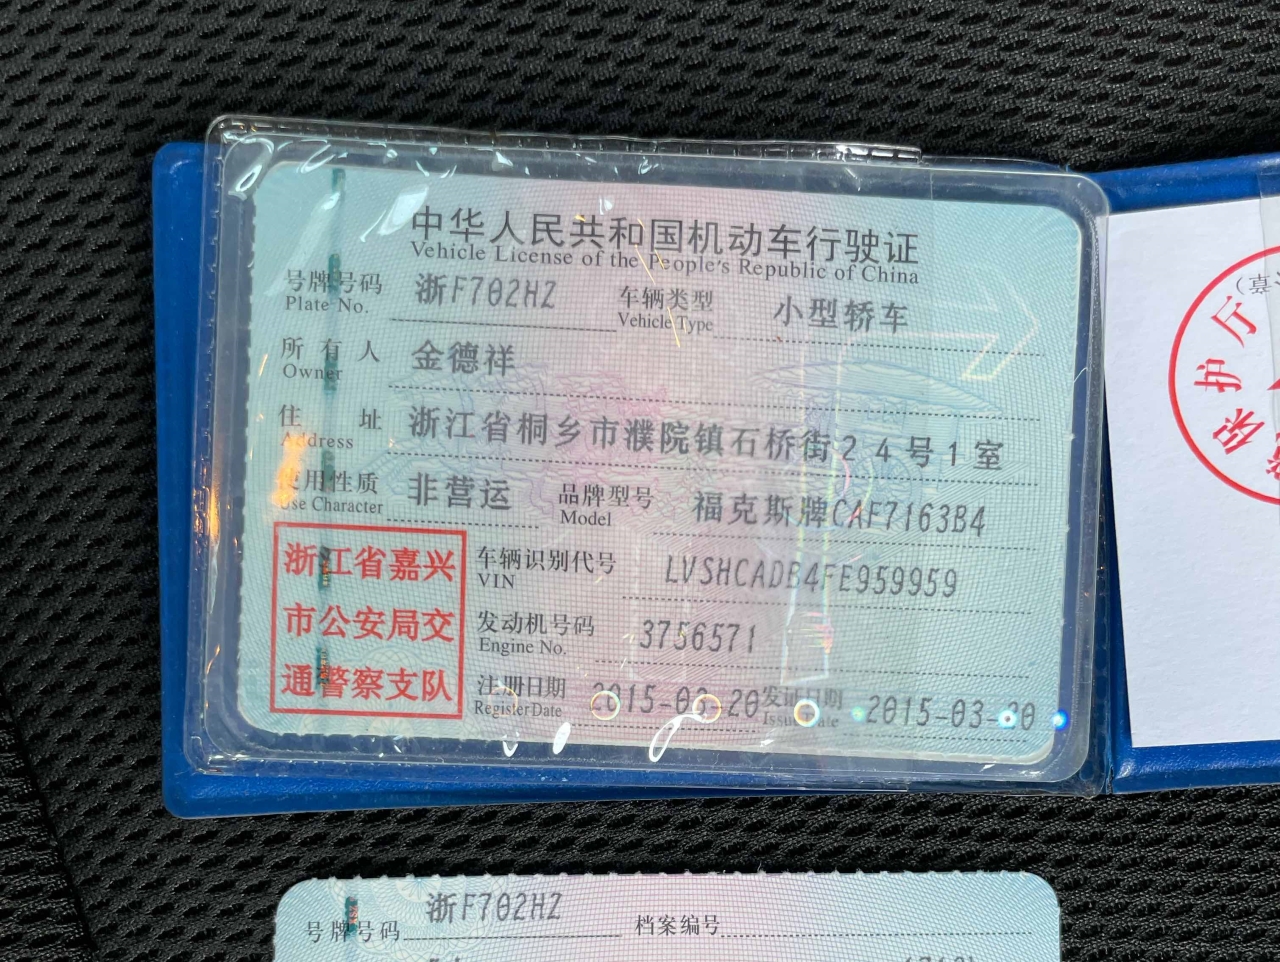 中华人民共和国机动车行驶证
Vehicle License of the People's Republic of China
号牌号码 浙F702HZ 车辆类型 小型轿车
Plate No. Vehicle Type
所有人 金德祥
Owner
住址 浙江省桐乡市濮院镇石桥街24号1室
Address
使用性质 非营运 品牌型号 福克斯牌CAF7163B4
Use Character Model
浙江省嘉兴
市公安局交
通警察支队
车辆识别代号 LVSHCADB4FE959959
VIN
发动机号码 3756571
Engine No.
注册日期 2015-03-20 发证日期 2015-03-20
Register Date Issue Date
保护厅
章）
号牌号码 浙F702HZ 档案编号